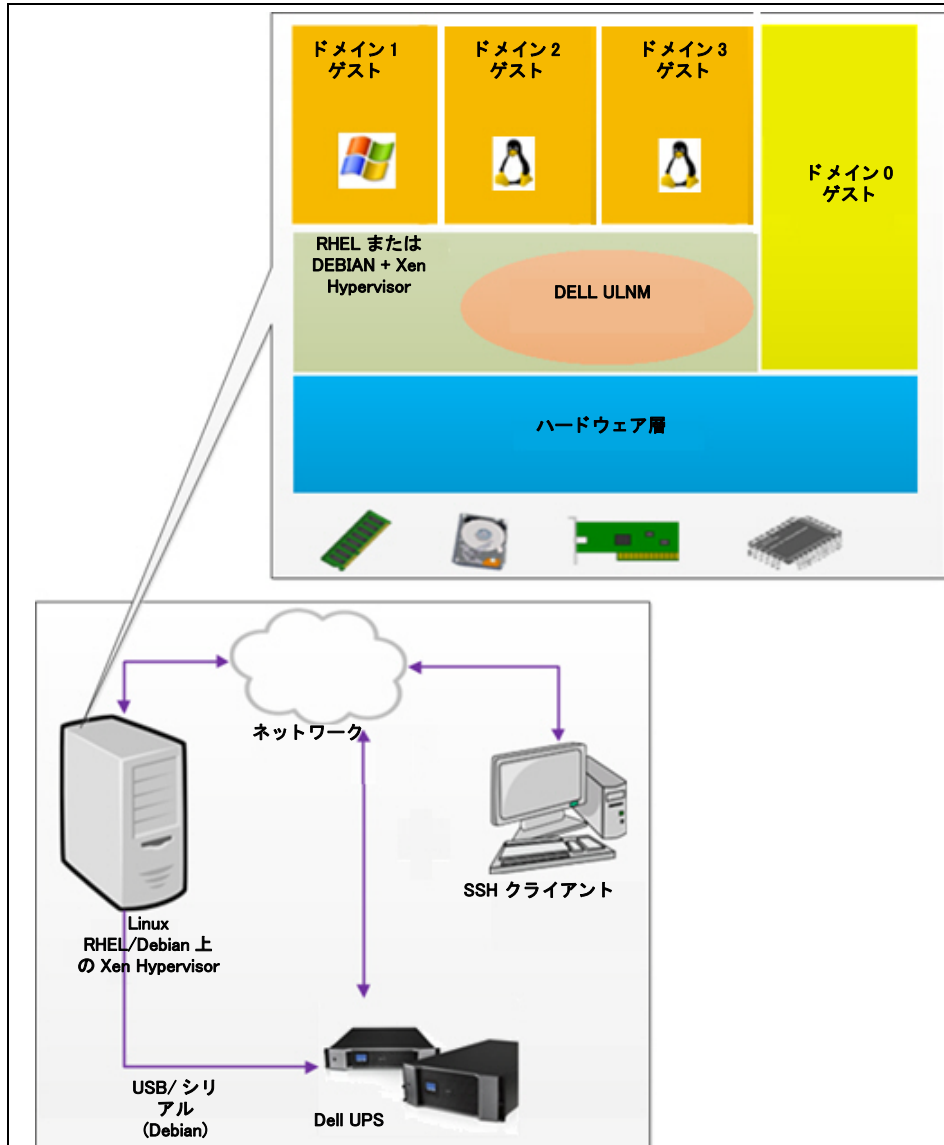 ドメイン 1
ゲスト
ドメイン 2
ゲスト
ドメイン 3
ゲスト
ドメイン 0
ゲスト
RHEL または
DEBIAN + Xen
Hypervisor
DELL ULNM
ハードウェア層
ネットワーク
SSH クライアント
Linux
RHEL/Debian 上
の Xen Hypervisor
USB/ シリ
アル
(Debian)
Dell UPS